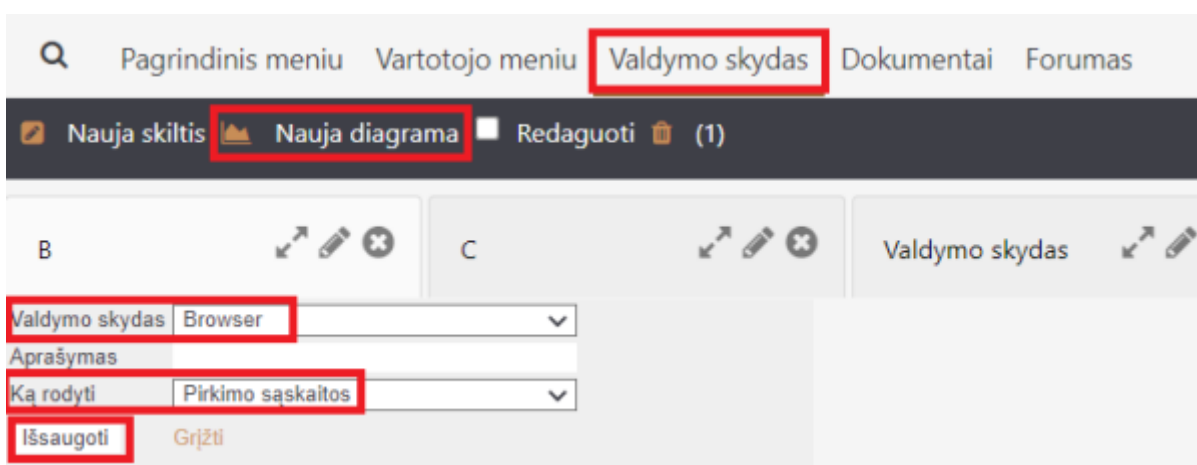 Pagrindinis meniu Vartotojo meniu Valdymo skydas Dokumentai Forumas
Nauja skiltis Nauja diagrama Redaguoti (1)
B C Valdymo skydas
Valdymo skydas Browser
Aprašymas
Ką rodyti Pirkimo sąskaitos
Išsaugoti Grįžti